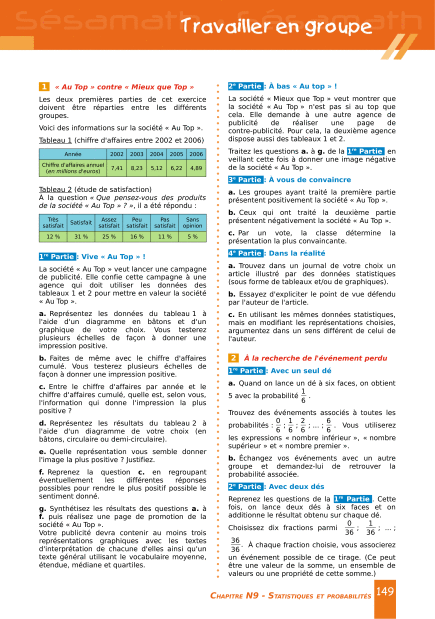 Sésamath Sésamath
Travailler en groupe
1 « Au Top » contre « Mieux que Top »
Les deux premières parties de cet exercice
doivent être réparties entre les différents
groupes.
Voici des informations sur la société « Au Top ».
Tableau 1 (chiffre d'affaires entre 2002 et 2006)
Année 2002 2003 2004 2005 2006
Chiffre d'affaires annuel
(en millions d'euros) 7,41 8,23 5,12 6,22 4,89
Tableau 2 (étude de satisfaction)
À la question « Que pensez-vous des produits
de la société « Au Top » ? », il a été répondu :
Très satisfait Satisfait Assez satisfait Peu satisfait Pas satisfait Sans opinion
12 % 31 % 25 % 16 % 11 % 5 %
1re Partie : Vive « Au Top » !
La société « Au Top » veut lancer une campagne
de publicité. Elle confie cette campagne à une
agence qui doit utiliser les données des
tableaux 1 et 2 pour mettre en valeur la société
« Au Top ».
a. Représentez les données du tableau 1 à
l'aide d'un diagramme en bâtons et d'un
graphique de votre choix. Vous testerez
plusieurs échelles de façon à donner une
impression positive.
b. Faites de même avec le chiffre d'affaires
cumulé. Vous testerez plusieurs échelles de
façon à donner une impression positive.
c. Entre le chiffre d'affaires par année et le
chiffre d'affaires cumulé, quelle est, selon vous,
l'information qui donne l'impression la plus
positive ?
d. Représentez les résultats du tableau 2 à
l'aide d'un diagramme de votre choix (en
bâtons, circulaire ou demi-circulaire).
e. Quelle représentation vous semble donner
l'image la plus positive ? Justifiez.
f. Reprenez la question c. en regroupant
éventuellement les différentes réponses
possibles pour rendre le plus positif possible le
sentiment donné.
g. Synthétisez les résultats des questions a. à
f. puis réalisez une page de promotion de la
société « Au Top ».
Votre publicité devra contenir au moins trois
représentations graphiques avec les textes
d'interprétation de chacune d'elles ainsi qu'un
texte général utilisant le vocabulaire moyenne,
étendue, médiane et quartiles.
2e Partie : À bas « Au top » !
La société « Mieux que Top » veut montrer que
la société « Au Top » n'est pas si au top que
cela. Elle demande à une autre agence de
publicité de réaliser une page de
contre-publicité. Pour cela, la deuxième agence
dispose aussi des tableaux 1 et 2.
Traitez les questions a. à g. de la 1re Partie en
veillant cette fois à donner une image négative
de la société « Au Top ».
3e Partie : À vous de convaincre
a. Les groupes ayant traité la première partie
présentent positivement la société « Au Top ».
b. Ceux qui ont traité la deuxième partie
présentent négativement la société « Au Top ».
c. Par un vote, la classe détermine la
présentation la plus convaincante.
4e Partie : Dans la réalité
a. Trouvez dans un journal de votre choix un
article illustré par des données statistiques
(sous forme de tableaux et/ou de graphiques).
b. Essayez d'expliciter le point de vue défendu
par l'auteur de l'article.
c. En utilisant les mêmes données statistiques,
mais en modifiant les représentations choisies,
argumentez dans un sens différent de celui de
l'auteur.
2 À la recherche de l'événement perdu
1re Partie : Avec un seul dé
a. Quand on lance un dé à six faces, on obtient
5 avec la probabilité 1/6 .
Trouvez des événements associés à toutes les
probabilités : 0/6 ; 1/6 ; 2/6 ; ... ; 6/6 . Vous utiliserez
les expressions « nombre inférieur », « nombre
supérieur » et « nombre premier ».
b. Échangez vos événements avec un autre
groupe et demandez-lui de retrouver la
probabilité associée.
2e Partie : Avec deux dés
Reprenez les questions de la 1re Partie. Cette
fois, on lance deux dés à six faces et on
additionne le résultat obtenu sur chaque dé.
Choisissez dix fractions parmi 0/36 ; 1/36 ; ... ;
36/36 . À chaque fraction choisie, vous associerez
un événement possible de ce tirage. (Ce peut
être une valeur de la somme, un ensemble de
valeurs ou une propriété de cette somme.)
Chapitre N9 - Statistiques et probabilités 149